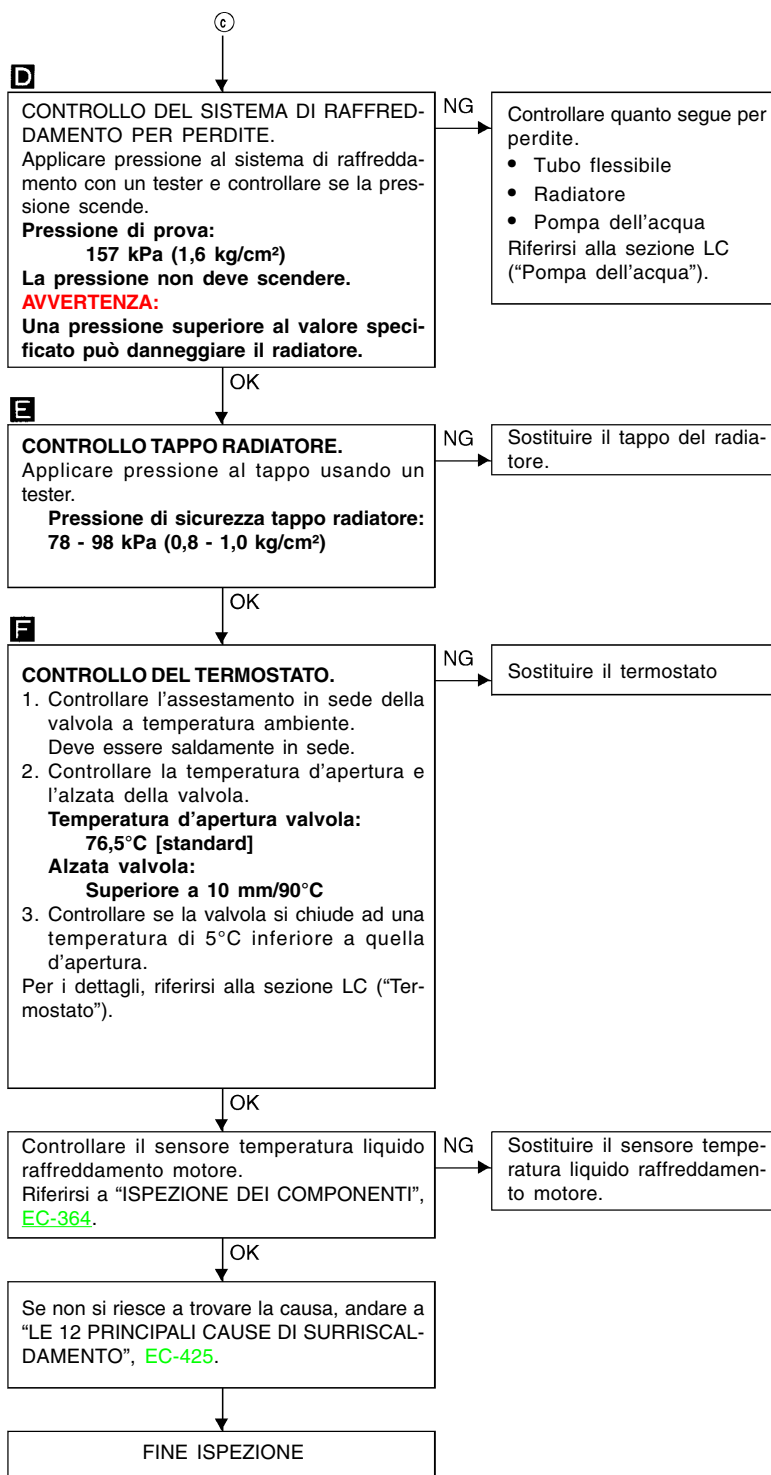 c
D
CONTROLLO DEL SISTEMA DI RAFFRED-
DAMENTO PER PERDITE.
Applicare pressione al sistema di raffredda-
mento con un tester e controllare se la pres-
sione scende.
Pressione di prova:
157 kPa (1,6 kg/cm²)
La pressione non deve scendere.
AVVERTENZA:
Una pressione superiore al valore speci-
ficato può danneggiare il radiatore.
NG
Controllare quanto segue per
perdite.
• Tubo flessibile
• Radiatore
• Pompa dell'acqua
Riferirsi alla sezione LC
(“Pompa dell'acqua”).
OK
E
CONTROLLO TAPPO RADIATORE.
Applicare pressione al tappo usando un
tester.
Pressione di sicurezza tappo radiatore:
78 - 98 kPa (0,8 - 1,0 kg/cm²)
NG
Sostituire il tappo del radia-
tore.
OK
F
CONTROLLO DEL TERMOSTATO.
1. Controllare l'assestamento in sede della
valvola a temperatura ambiente.
Deve essere saldamente in sede.
2. Controllare la temperatura d'apertura e
l'alzata della valvola.
Temperatura d'apertura valvola:
76,5°C [standard]
Alzata valvola:
Superiore a 10 mm/90°C
3. Controllare se la valvola si chiude ad una
temperatura di 5°C inferiore a quella
d'apertura.
Per i dettagli, riferirsi alla sezione LC (“Ter-
mostato”).
NG
Sostituire il termostato
OK
Controllare il sensore temperatura liquido
raffreddamento motore.
Riferirsi a “ISPEZIONE DEI COMPONENTI”,
EC-364.
NG
Sostituire il sensore tempe-
ratura liquido raffreddamen-
to motore.
OK
Se non si riesce a trovare la causa, andare a
“LE 12 PRINCIPALI CAUSE DI SURRISCAL-
DAMENTO”, EC-425.
FINE ISPEZIONE